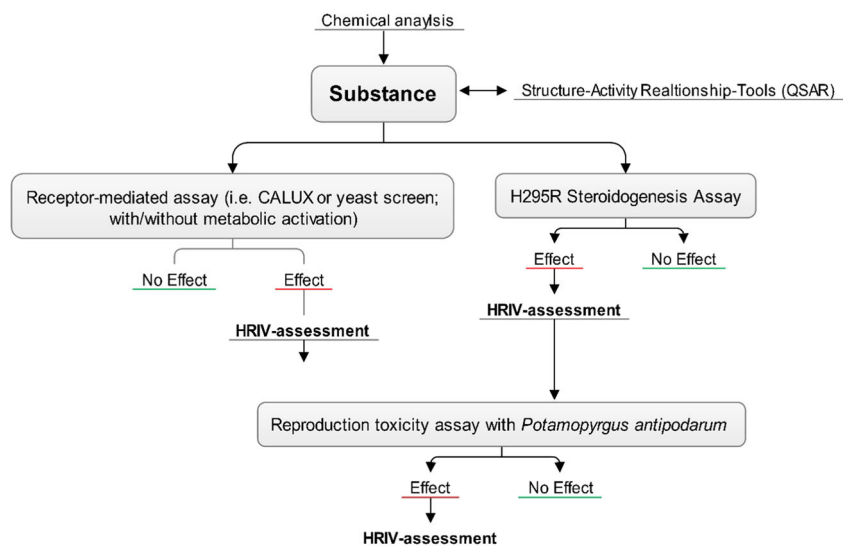 Chemical anaylsis
Substance
Structure-Activity Realtionship-Tools (QSAR)
Receptor-mediated assay (i.e. CALUX or yeast screen;
with/without metabolic activation)
H295R Steroidogenesis Assay
No Effect
Effect
Effect
No Effect
HRIV-assessment
HRIV-assessment
Reproduction toxicity assay with Potamopyrgus antipodarum
Effect
No Effect
HRIV-assessment